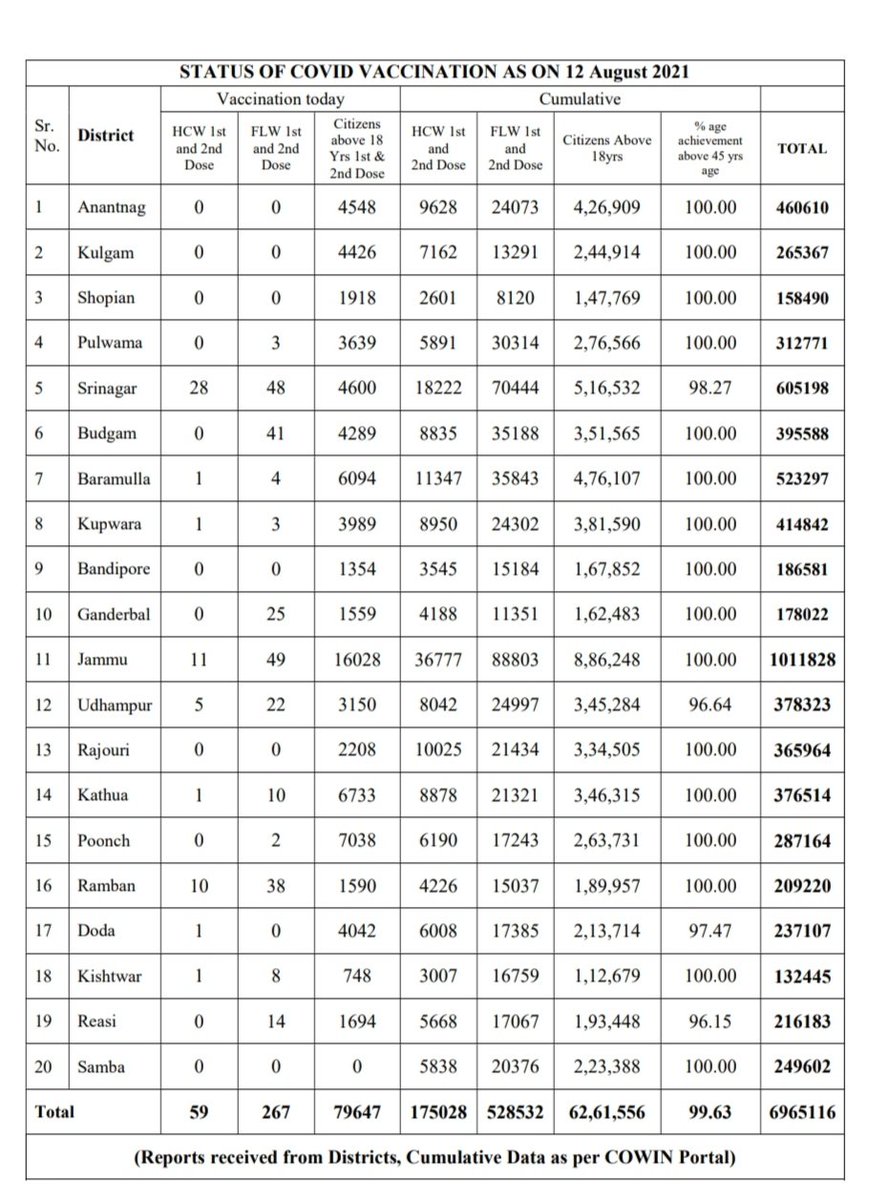 STATUS OF COVID VACCINATION AS ON 12 August 2021
Sr. No. District Vaccination today Cumulative
HCW 1st and 2nd Dose FLW 1st and 2nd Dose Citizens above 18 Yrs 1st & 2nd Dose HCW 1st and 2nd Dose FLW 1st and 2nd Dose Citizens Above 18yrs % age achievement above 45 yrs age TOTAL
1 Anantnag 0 0 4548 9628 24073 4,26,909 100.00 460610
2 Kulgam 0 0 4426 7162 13291 2,44,914 100.00 265367
3 Shopian 0 0 1918 2601 8120 1,47,769 100.00 158490
4 Pulwama 0 3 3639 5891 30314 2,76,566 100.00 312771
5 Srinagar 28 48 4600 18222 70444 5,16,532 98.27 605198
6 Budgam 0 41 4289 8835 35188 3,51,565 100.00 395588
7 Baramulla 1 4 6094 11347 35843 4,76,107 100.00 523297
8 Kupwara 1 3 3989 8950 24302 3,81,590 100.00 414842
9 Bandipore 0 0 1354 3545 15184 1,67,852 100.00 186581
10 Ganderbal 0 25 1559 4188 11351 1,62,483 100.00 178022
11 Jammu 11 49 16028 36777 88803 8,86,248 100.00 1011828
12 Udhampur 5 22 3150 8042 24997 3,45,284 96.64 378323
13 Rajouri 0 0 2208 10025 21434 3,34,505 100.00 365964
14 Kathua 1 10 6733 8878 21321 3,46,315 100.00 376514
15 Poonch 0 2 7038 6190 17243 2,63,731 100.00 287164
16 Ramban 10 38 1590 4226 15037 1,89,957 100.00 209220
17 Doda 1 0 4042 6008 17385 2,13,714 97.47 237107
18 Kishtwar 1 8 748 3007 16759 1,12,679 100.00 132445
19 Reasi 0 14 1694 5668 17067 1,93,448 96.15 216183
20 Samba 0 0 0 5838 20376 2,23,388 100.00 249602
Total 59 267 79647 175028 528532 62,61,556 99.63 6965116
(Reports received from Districts, Cumulative Data as per COWIN Portal)